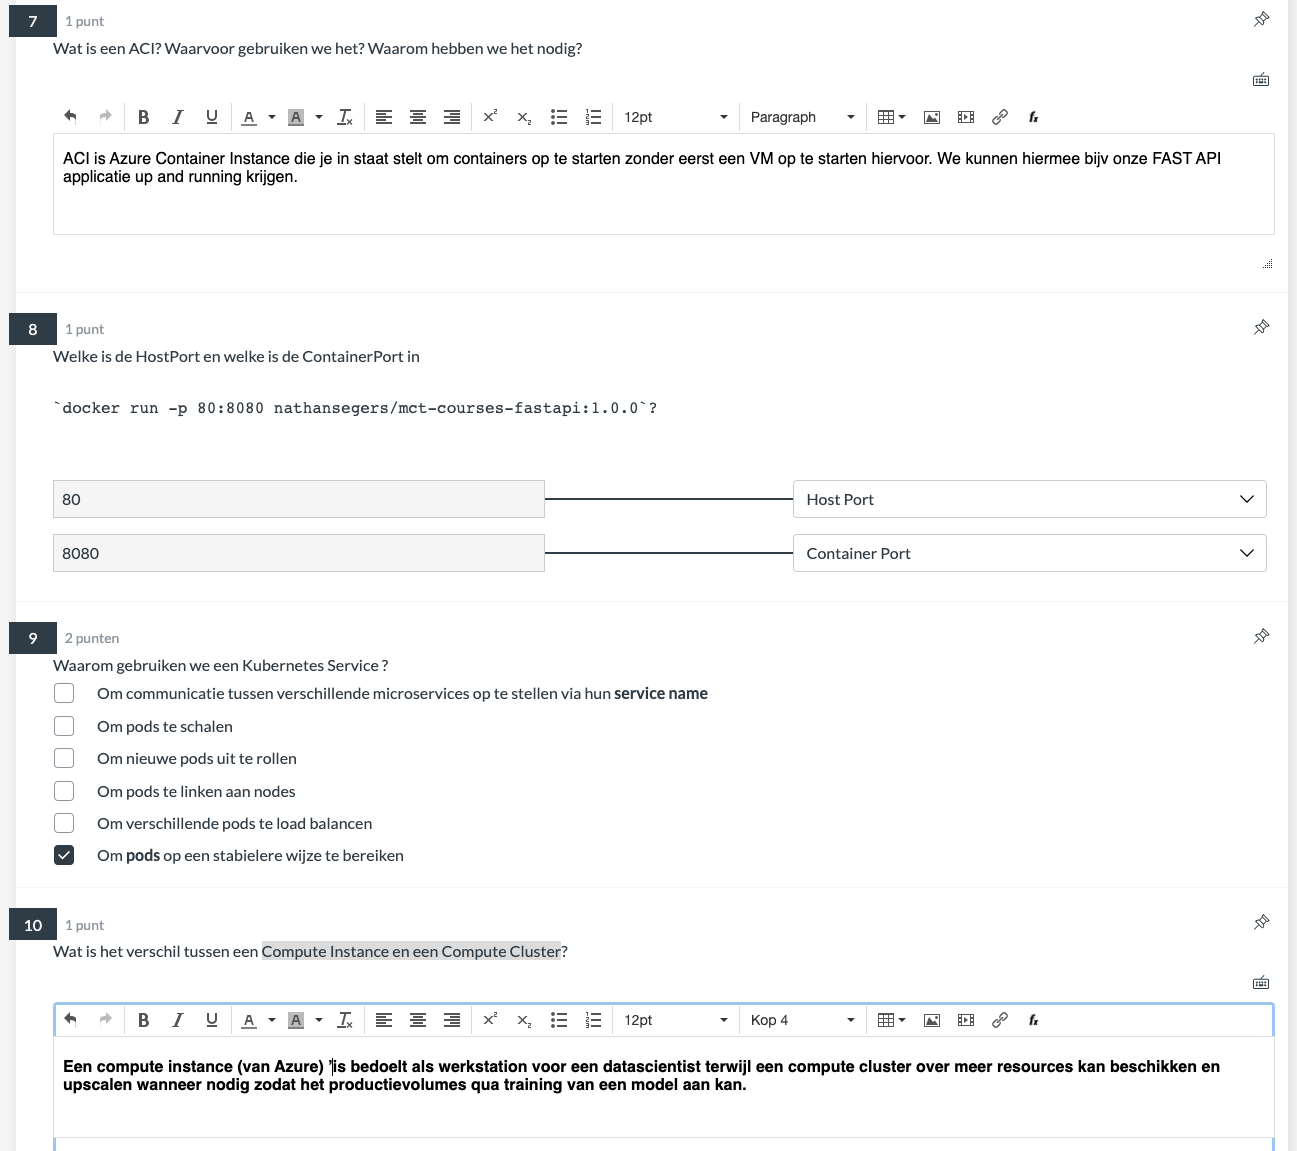 7 1 punt
Wat is een ACI? Waarvoor gebruiken we het? Waarom hebben we het nodig?
B I U A A Tx x² x₂ 12pt Paragraph fx
ACI is Azure Container Instance die je in staat stelt om containers op te starten zonder eerst een VM op te starten hiervoor. We kunnen hiermee bijv onze FAST API
applicatie up and running krijgen.
8 1 punt
Welke is de HostPort en welke is de ContainerPort in
`docker run -p 80:8080 nathansegers/mct-courses-fastapi:1.0.0`?
80 Host Port
8080 Container Port
9 2 punten
Waarom gebruiken we een Kubernetes Service ?
Om communicatie tussen verschillende microservices op te stellen via hun service name
Om pods te schalen
Om nieuwe pods uit te rollen
Om pods te linken aan nodes
Om verschillende pods te load balancen
Om pods op een stabielere wijze te bereiken
10 1 punt
Wat is het verschil tussen een Compute Instance en een Compute Cluster?
B I U A A Tx x² x₂ 12pt Kop 4 fx
Een compute instance (van Azure) 'is bedoelt als werkstation voor een datascientist terwijl een compute cluster over meer resources kan beschikken en
upscalen wanneer nodig zodat het productievolumes qua training van een model aan kan.